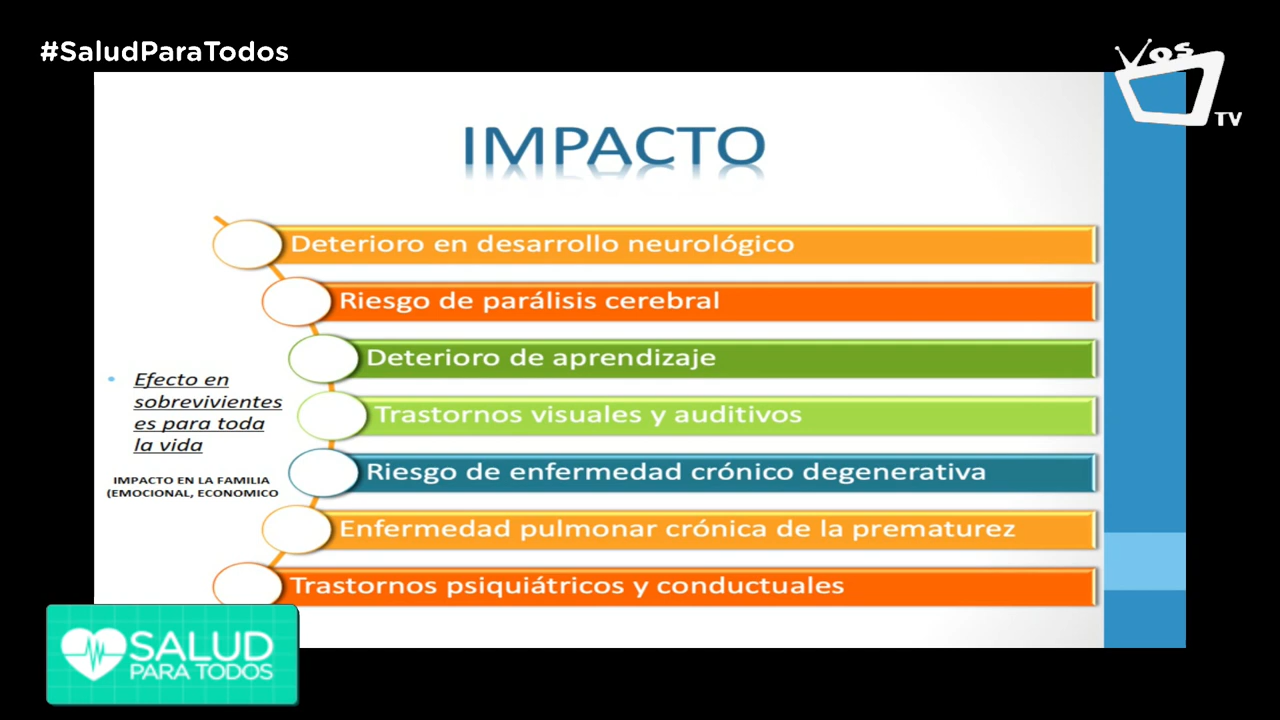 #SaludParaTodos
VOS
TV
IMPACTO
Deterioro en desarrollo neurológico
Riesgo de parálisis cerebral
Deterioro de aprendizaje
Trastornos visuales y auditivos
Riesgo de enfermedad crónico degenerativa
Enfermedad pulmonar crónica de la prematurez
Trastornos psiquiátricos y conductuales
• Efecto en
sobrevivientes
es para toda
la vida
IMPACTO EN LA FAMILIA
(EMOCIONAL, ECONOMICO
SALUD
PARA TODOS